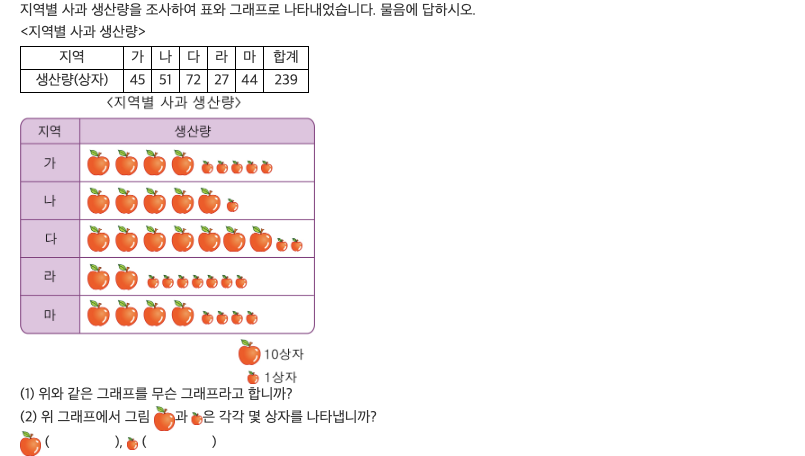 지역별 사과 생산량을 조사하여 표와 그래프로 나타내었습니다. 물음에 답하시오.
<지역별 사과 생산량>
지역 가 나 다 라 마 합계
생산량(상자) 45 51 72 27 44 239
<지역별 사과 생산량>
지역 생산량
가
나
다
라
마
10상자
1상자
(1) 위와 같은 그래프를 무슨 그래프라고 합니까?
(2) 위 그래프에서 그림 과 은 각각 몇 상자를 나타냅니까?
( ), ( )